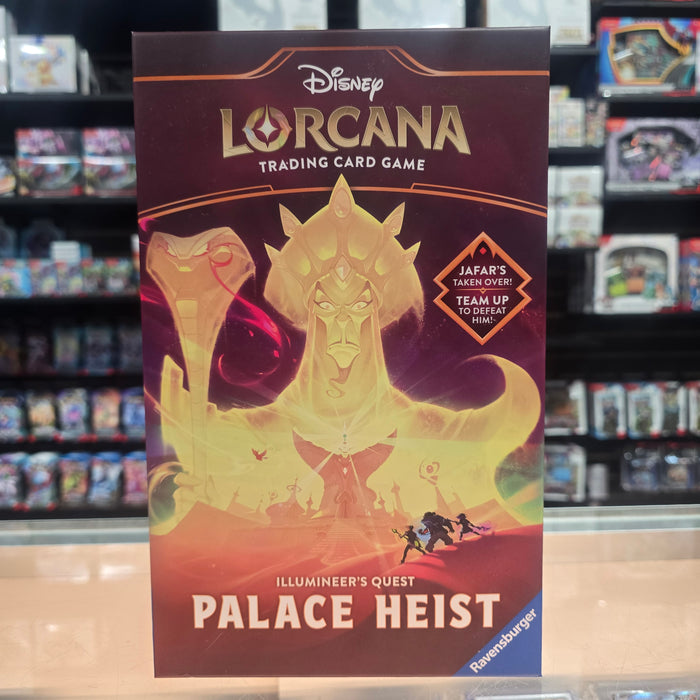 Disney
LORCANA
TRADING CARD GAME
JAFAR'S
TAKEN OVER!
TEAM UP
TO DEFEAT
HIM!
ILLUMINEER'S QUEST
PALACE HEIST
Ravensburger